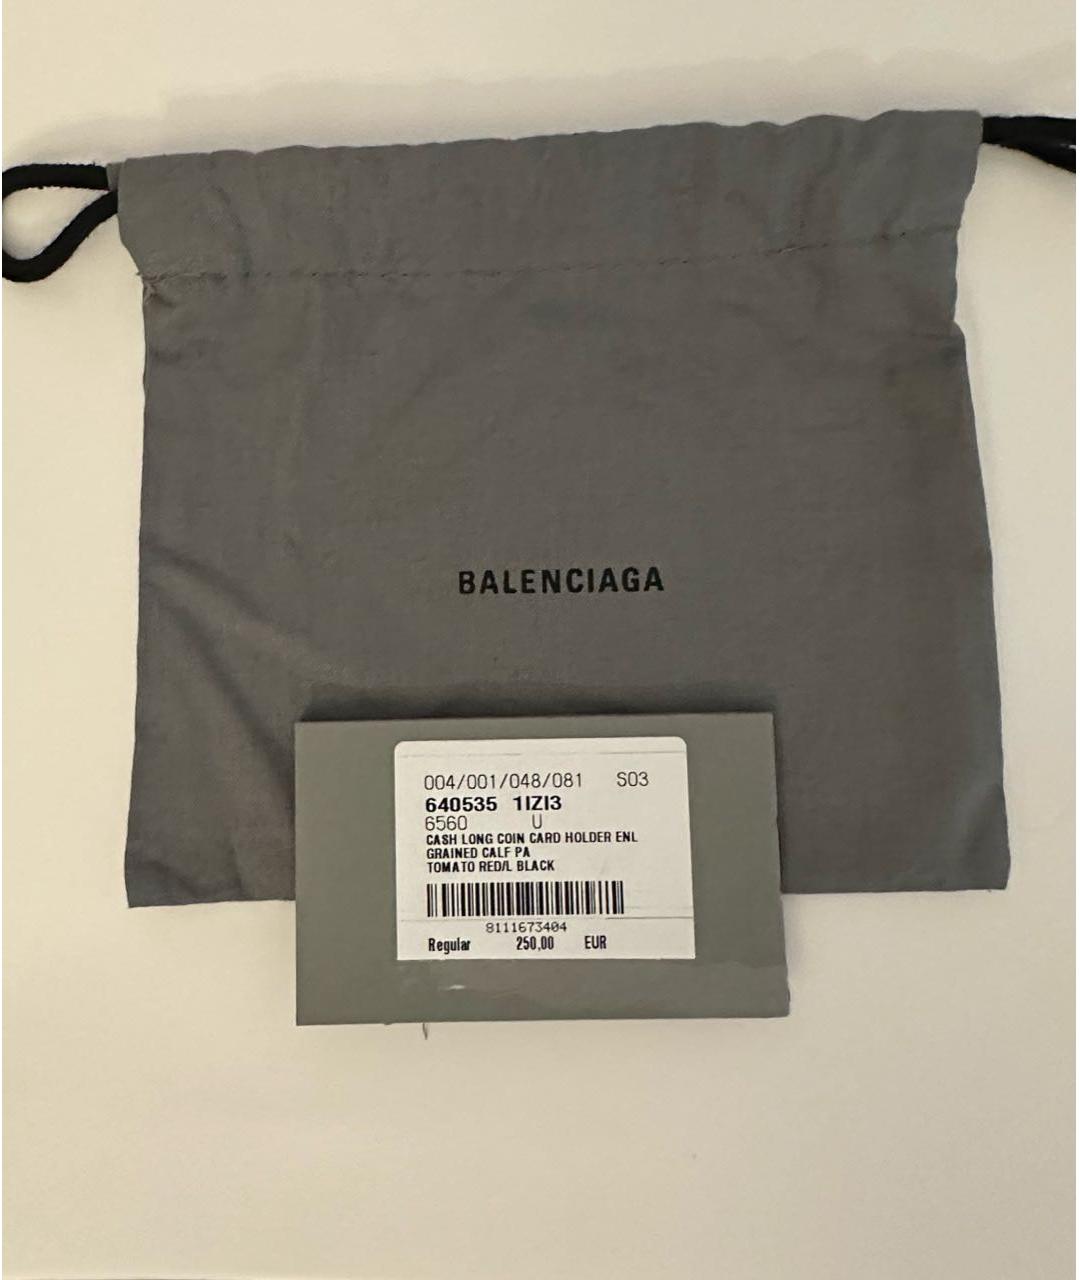 BALENCIAGA
004/001/048/081 S03
640535 1IZI3
6560 U
CASH LONG COIN CARD HOLDER ENL
GRAINED CALF PA
TOMATO RED/L BLACK
8111673404
Regular 250,00 EUR